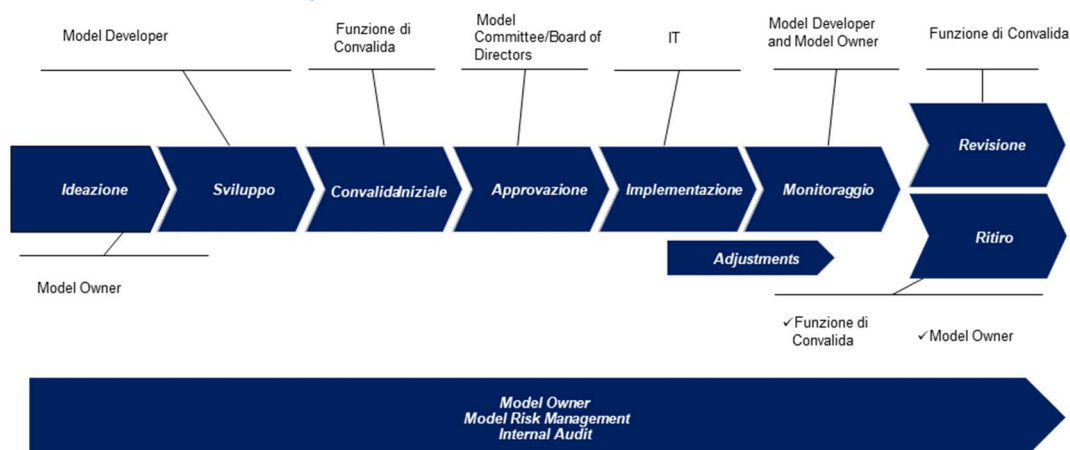 Model Developer
Funzione di
Convalida
Model
Committee/Board of
Directors
IT
Model Developer
and Model Owner
Funzione di Convalida
Ideazione
Sviluppo
ConvalidaIniziale
Approvazione
Implementazione
Monitoraggio
Revisione
Ritiro
Adjustments
Model Owner
✓Funzione di
Convalida
✓Model Owner
Model Owner
Model Risk Management
Internal Audit